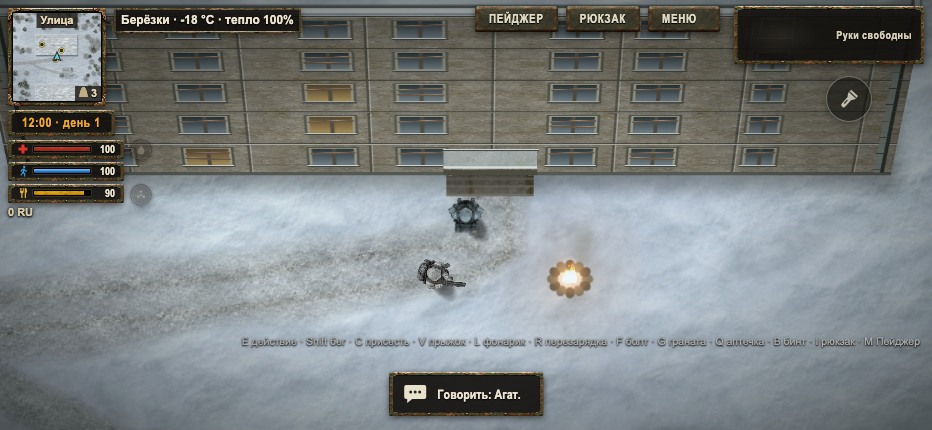 Улица
Берёзки · -18 °C · тепло 100%
ПЕЙДЖЕР
РЮКЗАК
МЕНЮ
Руки свободны
3
12:00 · день 1
100
100
90
0 RU
E действие · Shift бег · C присесть · V прыжок · L фонарик · R перезарядка · F болт · G граната · Q аптечка · B бинт · I рюкзак · M Пейджер
Говорить: Агат.